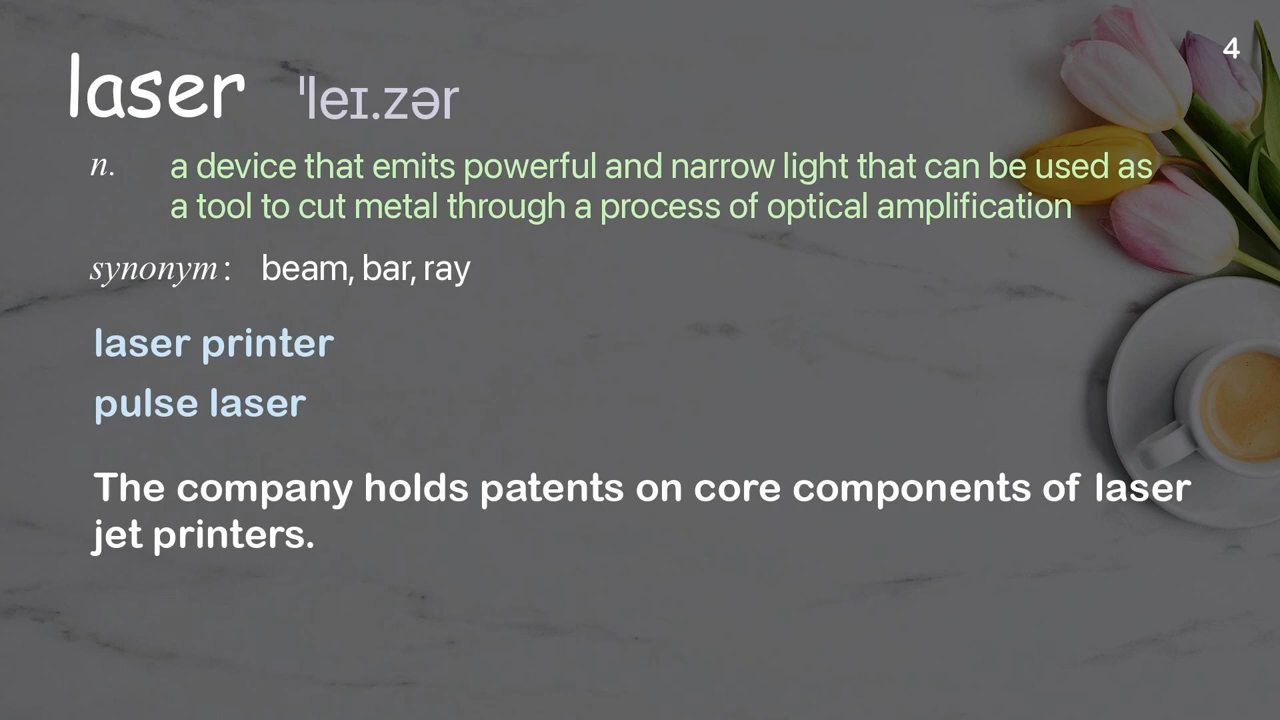 4
laser ˈleɪ.zər
n. a device that emits powerful and narrow light that can be used as
a tool to cut metal through a process of optical amplification
synonym: beam, bar, ray
laser printer
pulse laser
The company holds patents on core components of laser
jet printers.